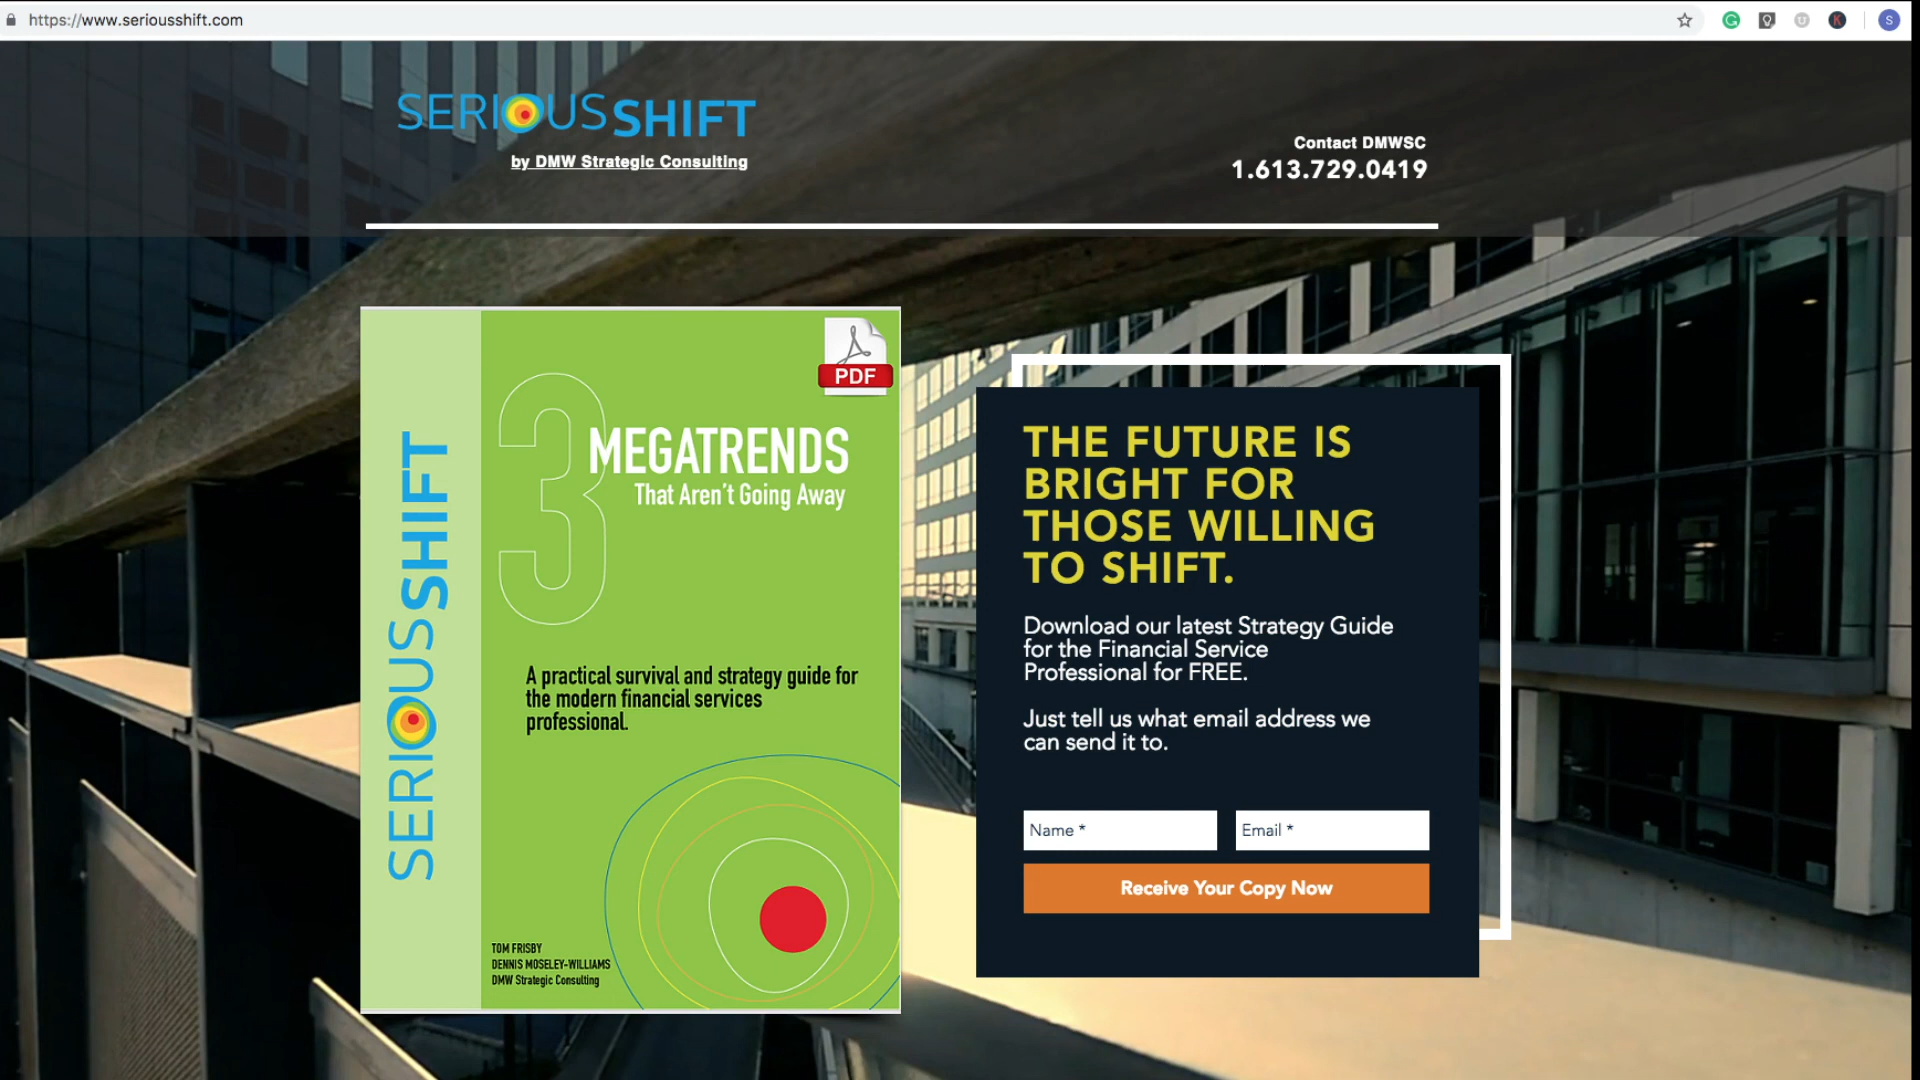 https://www.seriousshift.com
SERIOUSSHIFT
by DMW Strategic Consulting
Contact DMWSC
1.613.729.0419
PDF
3
MEGATRENDS
That Aren't Going Away
SERIOUSSHIFT
A practical survival and strategy guide for
the modern financial services
professional.
TOM FRISBY
DENNIS MOSELEY-WILLIAMS
DMW Strategic Consulting
THE FUTURE IS
BRIGHT FOR
THOSE WILLING
TO SHIFT.
Download our latest Strategy Guide
for the Financial Service
Professional for FREE.
Just tell us what email address we
can send it to.
Name *
Email *
Receive Your Copy Now
S